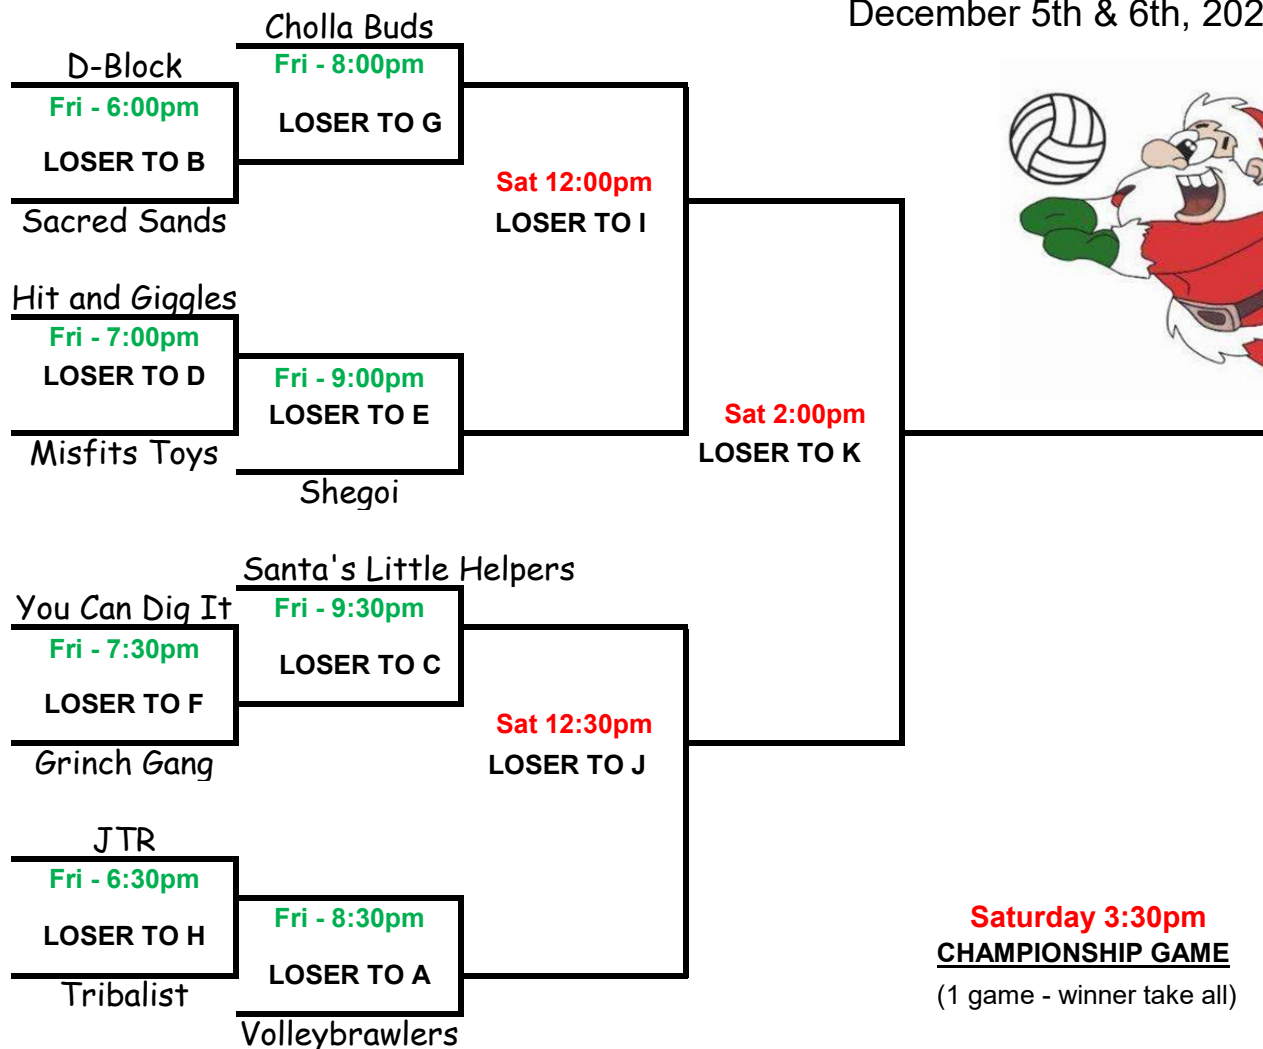 December 5th & 6th, 202
Cholla Buds
D-Block
Fri - 8:00pm
Fri - 6:00pm
LOSER TO G
LOSER TO B
Sat 12:00pm
Sacred Sands
LOSER TO I
Hit and Giggles
Fri - 7:00pm
LOSER TO D
Fri - 9:00pm
LOSER TO E
Sat 2:00pm
Misfits Toys
LOSER TO K
Shegoi
Santa's Little Helpers
You Can Dig It
Fri - 9:30pm
Fri - 7:30pm
LOSER TO C
LOSER TO F
Sat 12:30pm
Grinch Gang
LOSER TO J
JTR
Fri - 6:30pm
Fri - 8:30pm
LOSER TO H
LOSER TO A
Tribalist
Volleybrawlers
Saturday 3:30pm
CHAMPIONSHIP GAME
(1 game - winner take all)